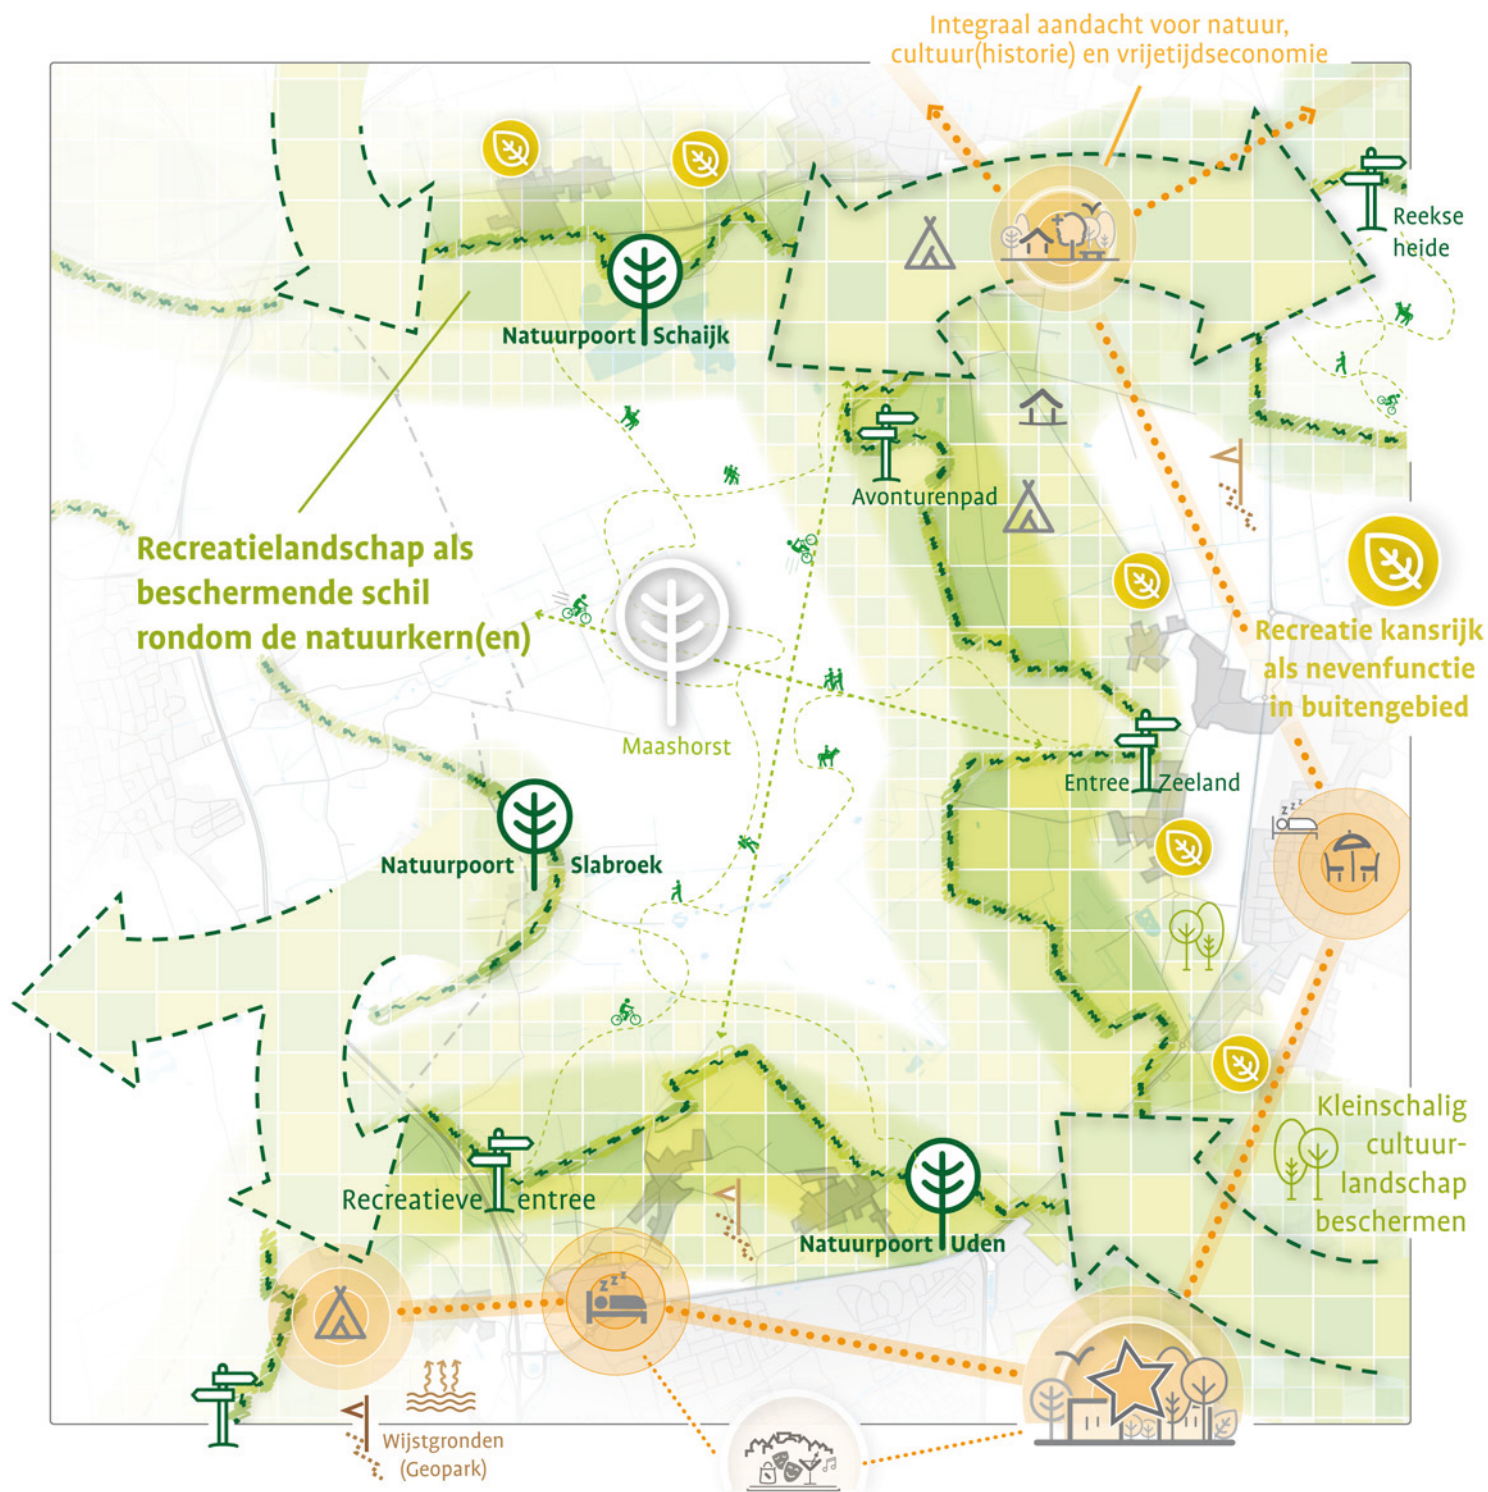 Integraal aandacht voor natuur,
cultuur(historie) en vrijetijdseconomie
Reekse
heide
Natuurpoort Schaijk
Avonturenpad
Recreatielandschap als
beschermende schil
rondom de natuurkern(en)
Recreatie kansrijk
als nevenfunctie
in buitengebied
Maashorst
Entree Zeeland
zzz
Natuurpoort Slabroek
Kleinschalig
cultuur-
landschap
beschermen
Recreatieve entree
Natuurpoort Uden
zzz
Wijstgronden
(Geopark)